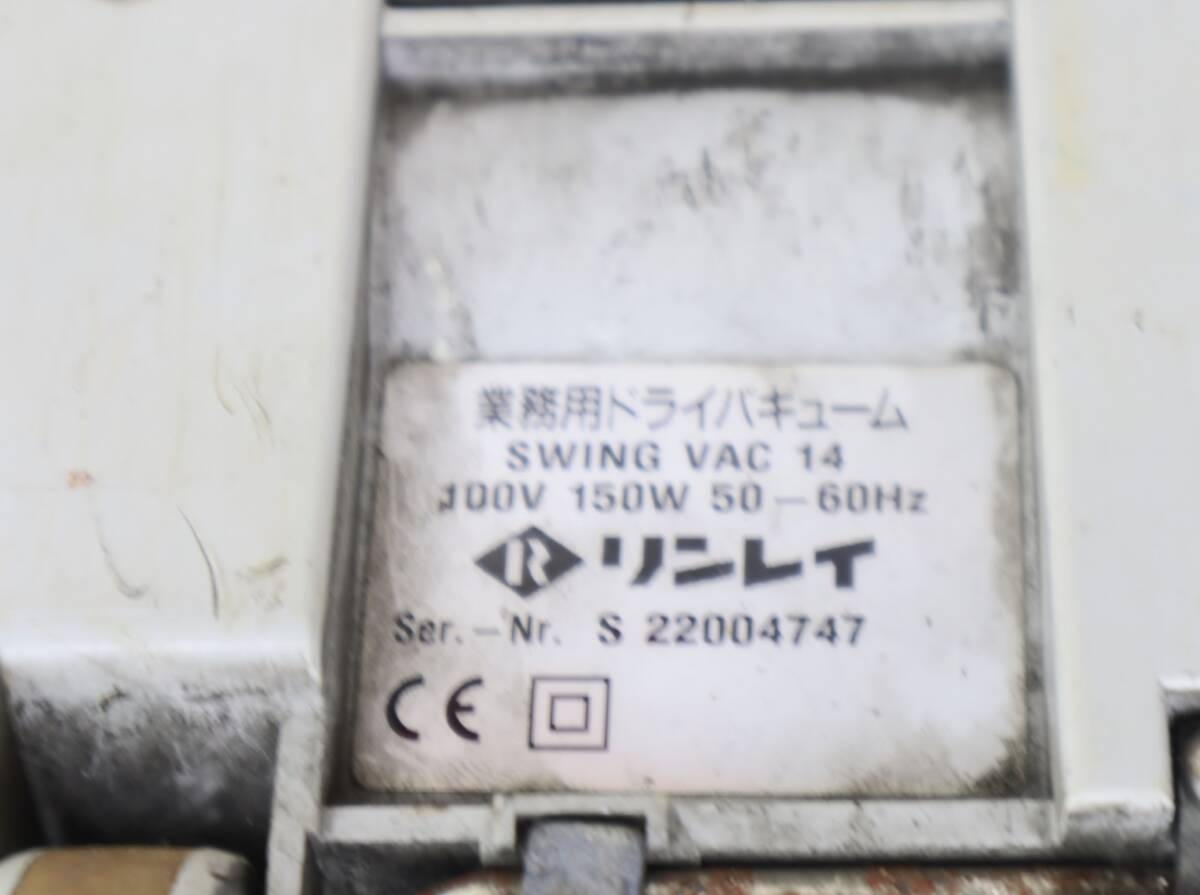 業務用ドライバキューム
SWING VAC 14
100V 150W 50-60Hz
R リンレイ
Ser.-Nr. S 22004747
CE